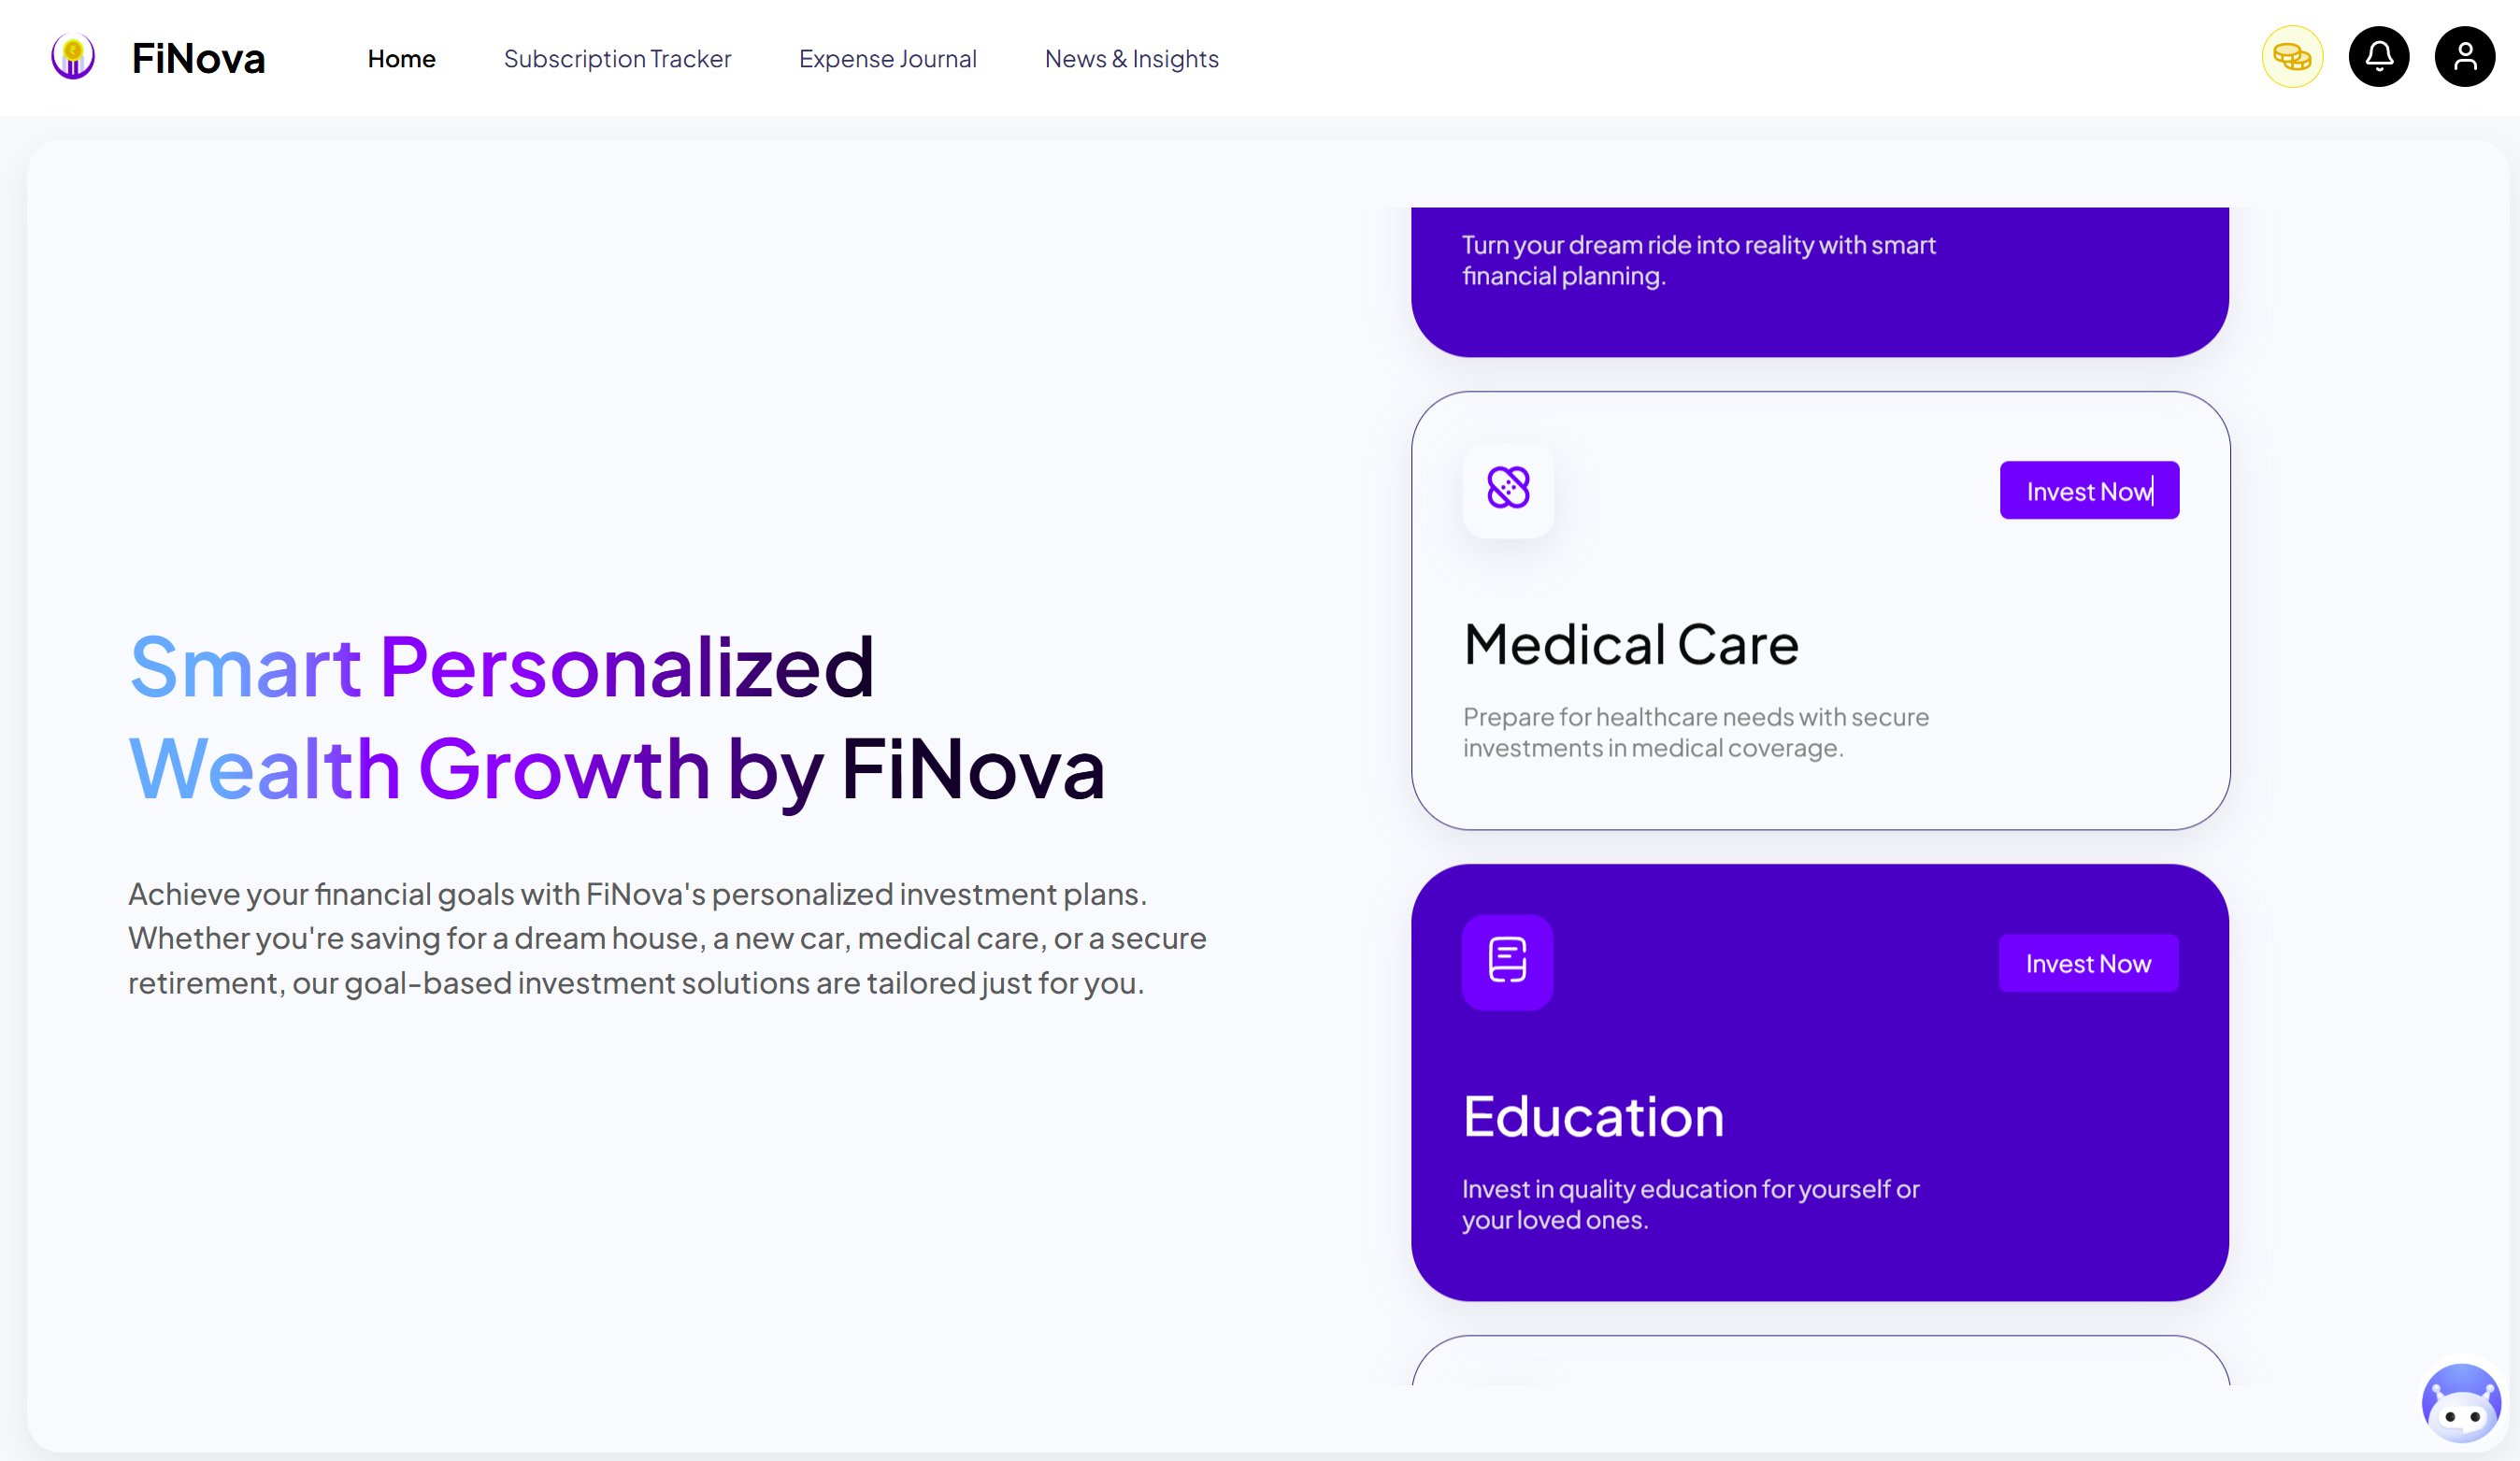 FiNova
Home
Subscription Tracker
Expense Journal
News & Insights
Smart Personalized
Wealth Growth by FiNova
Achieve your financial goals with FiNova's personalized investment plans.
Whether you're saving for a dream house, a new car, medical care, or a secure
retirement, our goal-based investment solutions are tailored just for you.
Turn your dream ride into reality with smart
financial planning.
Invest Now
Medical Care
Prepare for healthcare needs with secure
investments in medical coverage.
Invest Now
Education
Invest in quality education for yourself or
your loved ones.